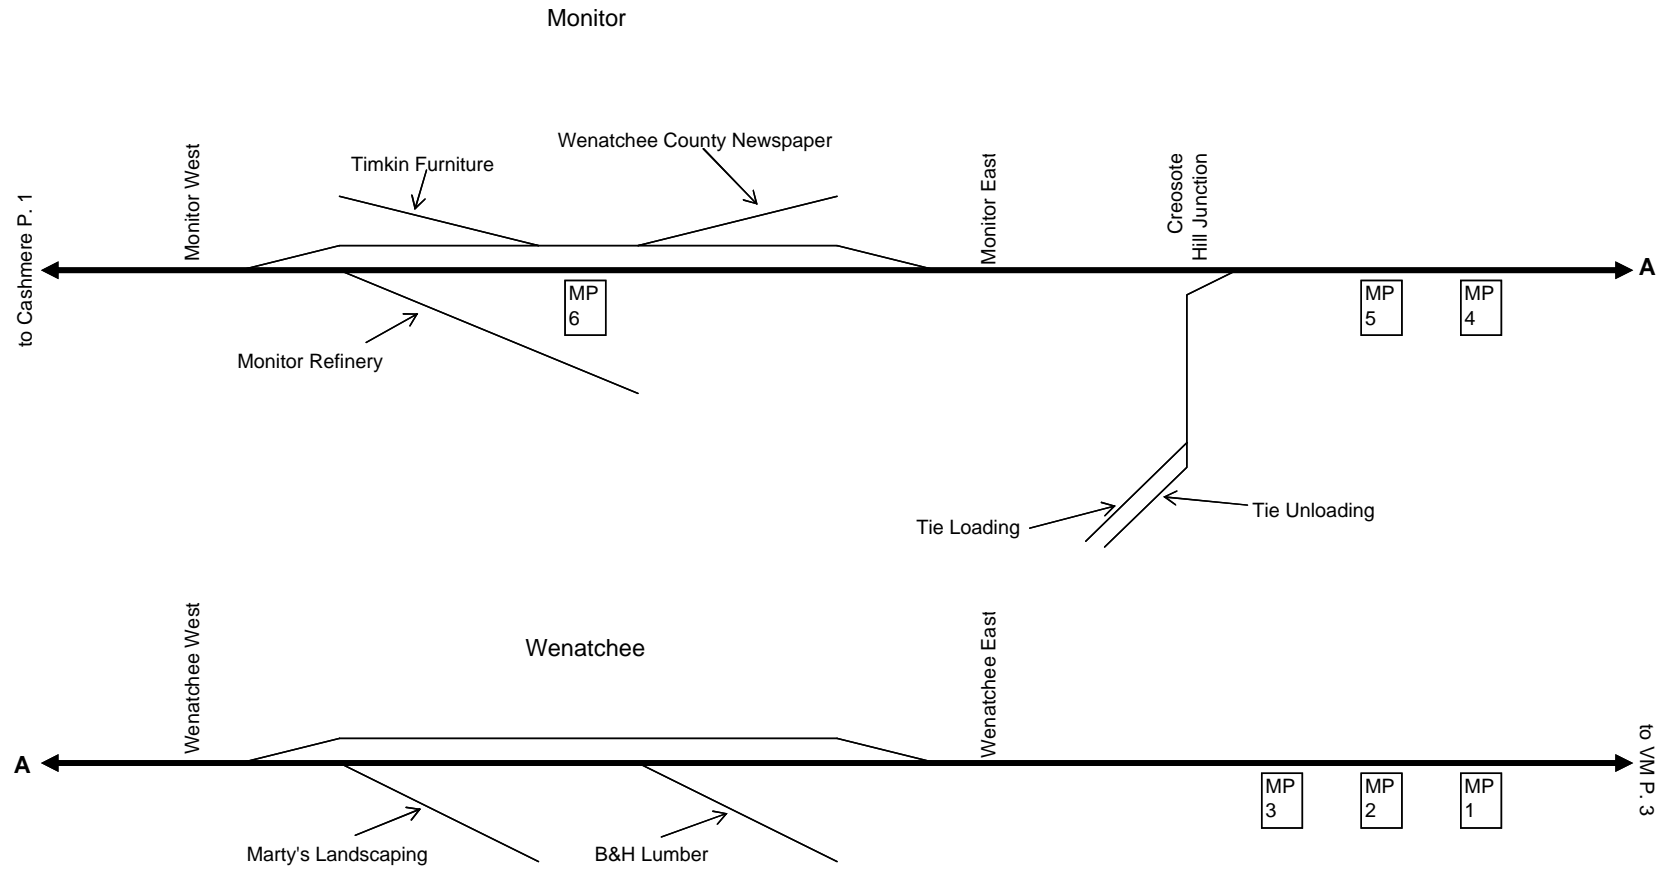 Monitor
Wenatchee County Newspaper
Timkin Furniture
Monitor West
Monitor East
Creosote
Hill Junction
to Cashmere P. 1
A
MP
6
MP
5
MP
4
Monitor Refinery
Tie Loading
Tie Unloading
Wenatchee West
Wenatchee
Wenatchee East
A
to VM P. 3
MP
3
MP
2
MP
1
Marty's Landscaping
B&H Lumber